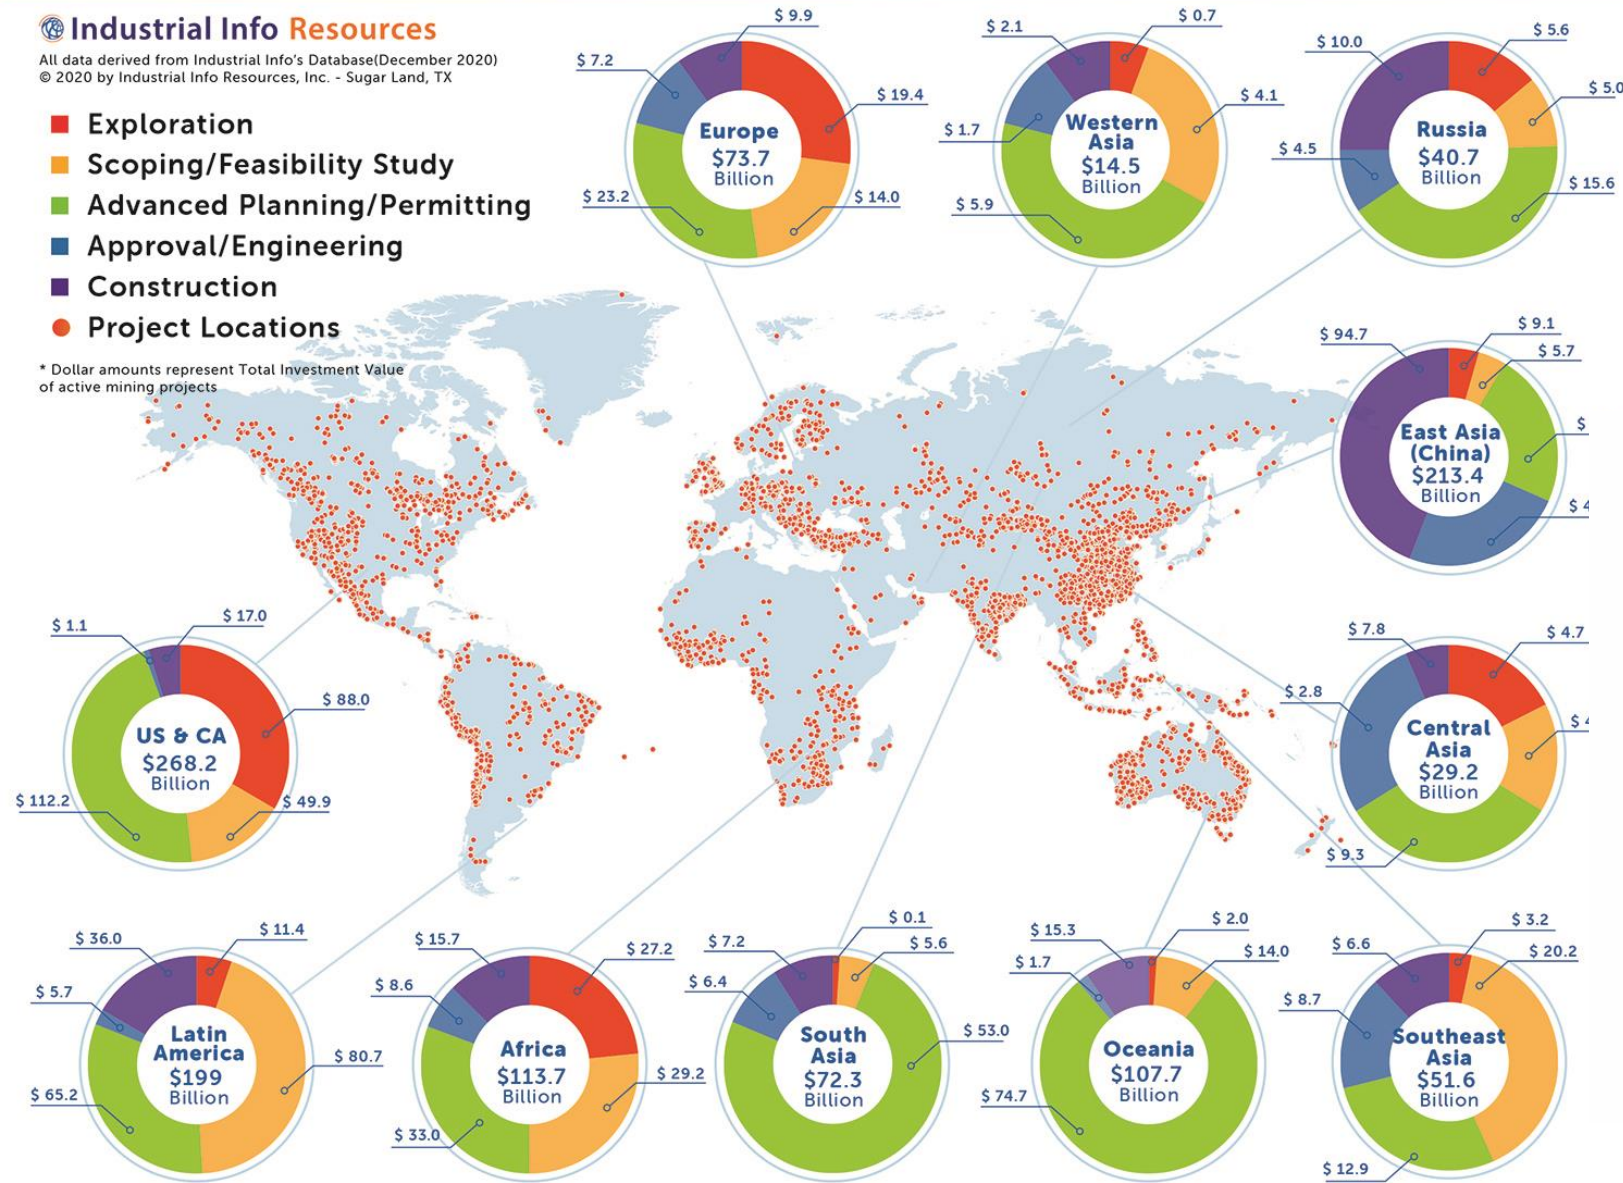 Industrial Info Resources
All data derived from Industrial Info's Database(December 2020)
© 2020 by Industrial Info Resources, Inc. - Sugar Land, TX
Exploration
Scoping/Feasibility Study
Advanced Planning/Permitting
Approval/Engineering
Construction
Project Locations
* Dollar amounts represent Total Investment Value
of active mining projects
$ 9.9
$ 7.2
$ 19.4
Europe
$73.7
Billion
$ 23.2
$ 14.0
$ 2.1
$ 0.7
$ 4.1
$ 1.7
Western
Asia
$14.5
Billion
$ 5.9
$ 10.0
$ 5.6
$ 5.0
$ 4.5
Russia
$40.7
Billion
$ 15.6
$ 94.7
$ 9.1
$ 5.7
East Asia
(China)
$213.4
Billion
$
$ 4
$ 1.1
$ 17.0
$ 88.0
US & CA
$268.2
Billion
$ 112.2
$ 49.9
$ 7.8
$ 4.7
$ 2.8
$ 4
Central
Asia
$29.2
Billion
$ 9.3
$ 36.0
$ 11.4
$ 5.7
Latin
America
$199
Billion
$ 80.7
$ 65.2
$ 15.7
$ 27.2
$ 8.6
Africa
$113.7
Billion
$ 29.2
$ 33.0
$ 7.2
$ 0.1
$ 5.6
$ 6.4
South
Asia
$72.3
Billion
$ 53.0
$ 15.3
$ 2.0
$ 1.7
$ 14.0
Oceania
$107.7
Billion
$ 74.7
$ 6.6
$ 3.2
$ 20.2
$ 8.7
Southeast
Asia
$51.6
Billion
$ 12.9